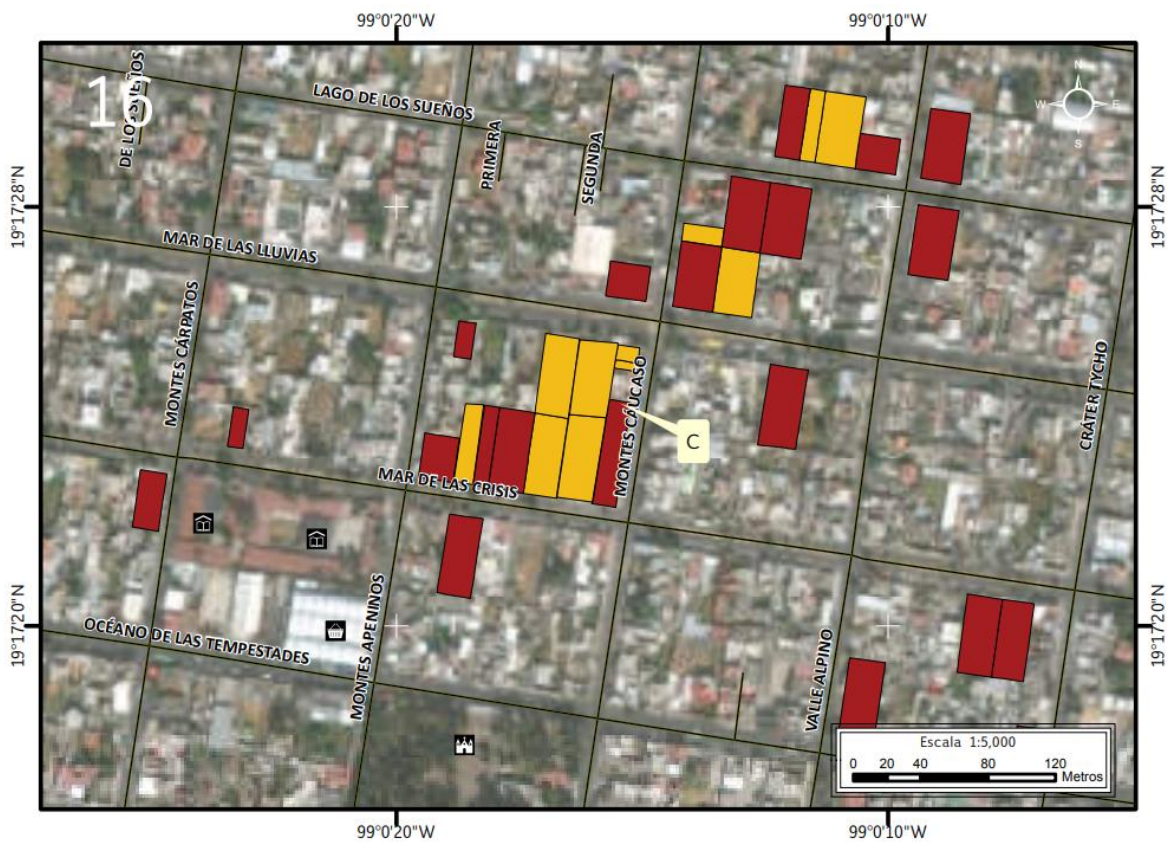 99°0'20"W
99°0'10"W
15
DE LOS SUEÑOS
LAGO DE LOS SUEÑOS
PRIMERA
SEGUNDA
N
W
E
S
19°17'28"N
19°17'28"N
MAR DE LAS LLUVIAS
MONTES CÁRPATOS
MONTES CÁUCASO
CRÁTER TYCHO
C
MAR DE LAS CRISIS
19°17'20"N
19°17'20"N
OCÉANO DE LAS TEMPESTADES
MONTES APENINOS
VALLE ALPINO
Escala 1:5,000
0 20 40 80 120
Metros
99°0'20"W
99°0'10"W